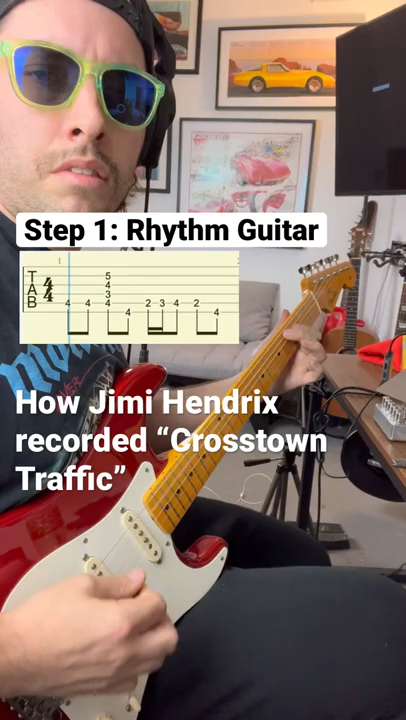 Step 1: Rhythm Guitar
1
T 4 5
A 4 4
B 4 4 3 4 4 2 3 4 2 4
How Jimi Hendrix
recorded “Crosstown
Traffic”